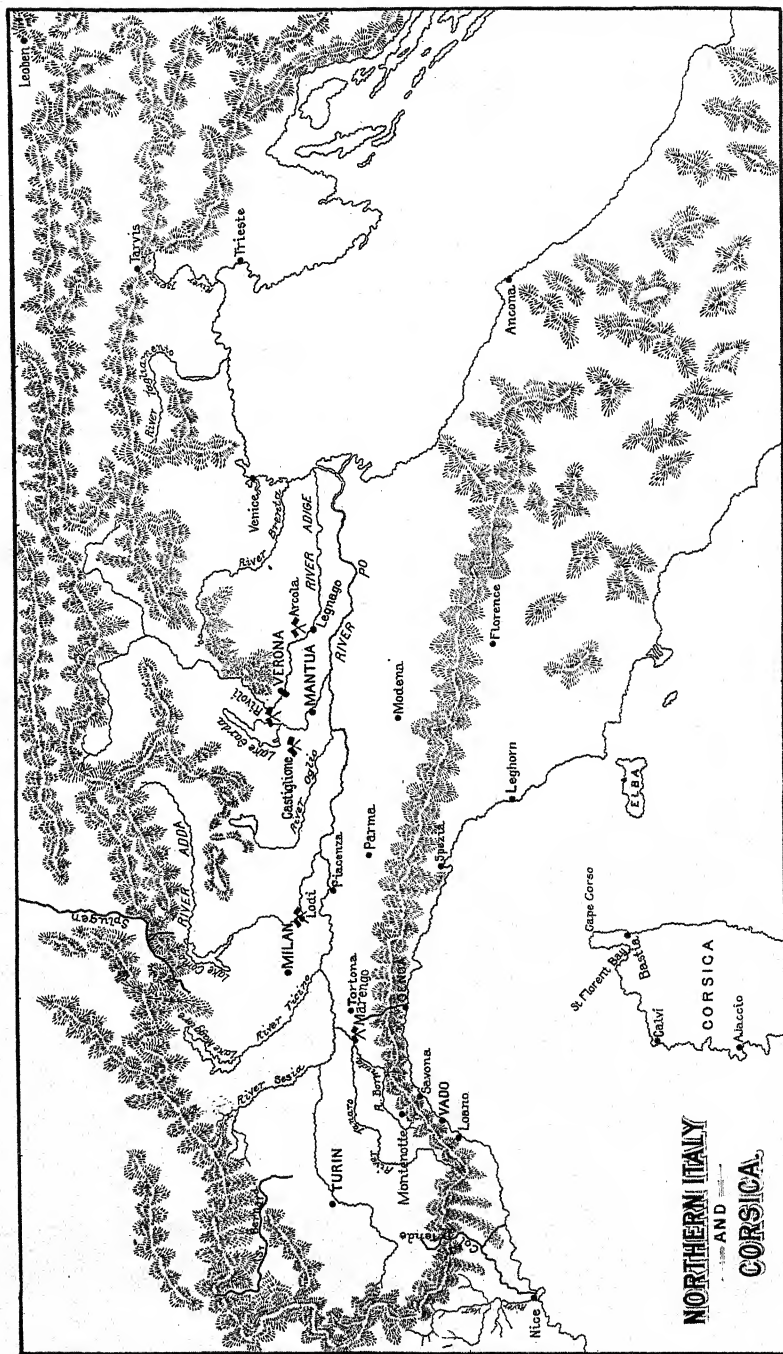 Leoben
Tarvis
Trieste
River Tagliamento
Venice
River Brenta
RIVER ADIGE
Arcola
Legnago
RIVER PO
VERONA
Rivoli
MANTUA
Lake Garda
Castiglione
River Oglio
RIVER ADDA
Splugen
Lodi
MILAN
Piacenza
Parma
Modena
Florence
Ancona
Leghorn
Spezia
ELBA
River Ticino
River Sesia
Tortona
Marengo
GENOA
R. Bormida
Montenotte
Savona
VADO
Loano
TURIN
Nice
Cape Corso
St Florent Bay
Bastia
Calvi
CORSICA
Ajaccio
NORTHERN ITALY
AND
CORSICA.